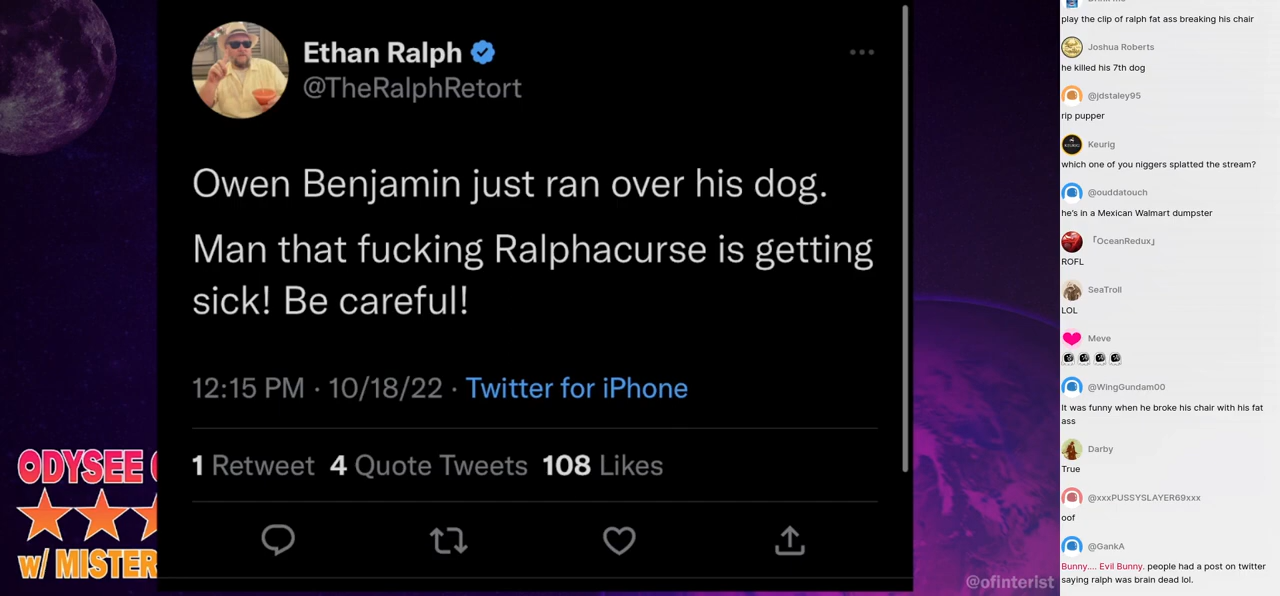 Ethan Ralph
@TheRalphRetort
Owen Benjamin just ran over his dog.
Man that fucking Ralphacurse is getting
sick! Be careful!
12:15 PM · 10/18/22 · Twitter for iPhone
1 Retweet 4 Quote Tweets 108 Likes
ODYSEE
w/ MISTER
@ofinterist
play the clip of ralph fat ass breaking his chair
Joshua Roberts
he killed his 7th dog
@jdstaley95
rip pupper
Keurig
which one of you niggers splatted the stream?
@ouddatouch
he's in a Mexican Walmart dumpster
「OceanRedux」
ROFL
SeaTroll
LOL
Meve
@WingGundam00
It was funny when he broke his chair with his fat
ass
Darby
True
@xxxPUSSYSLAYER69xxx
oof
@GankA
Bunny.... Evil Bunny. people had a post on twitter
saying ralph was brain dead lol.